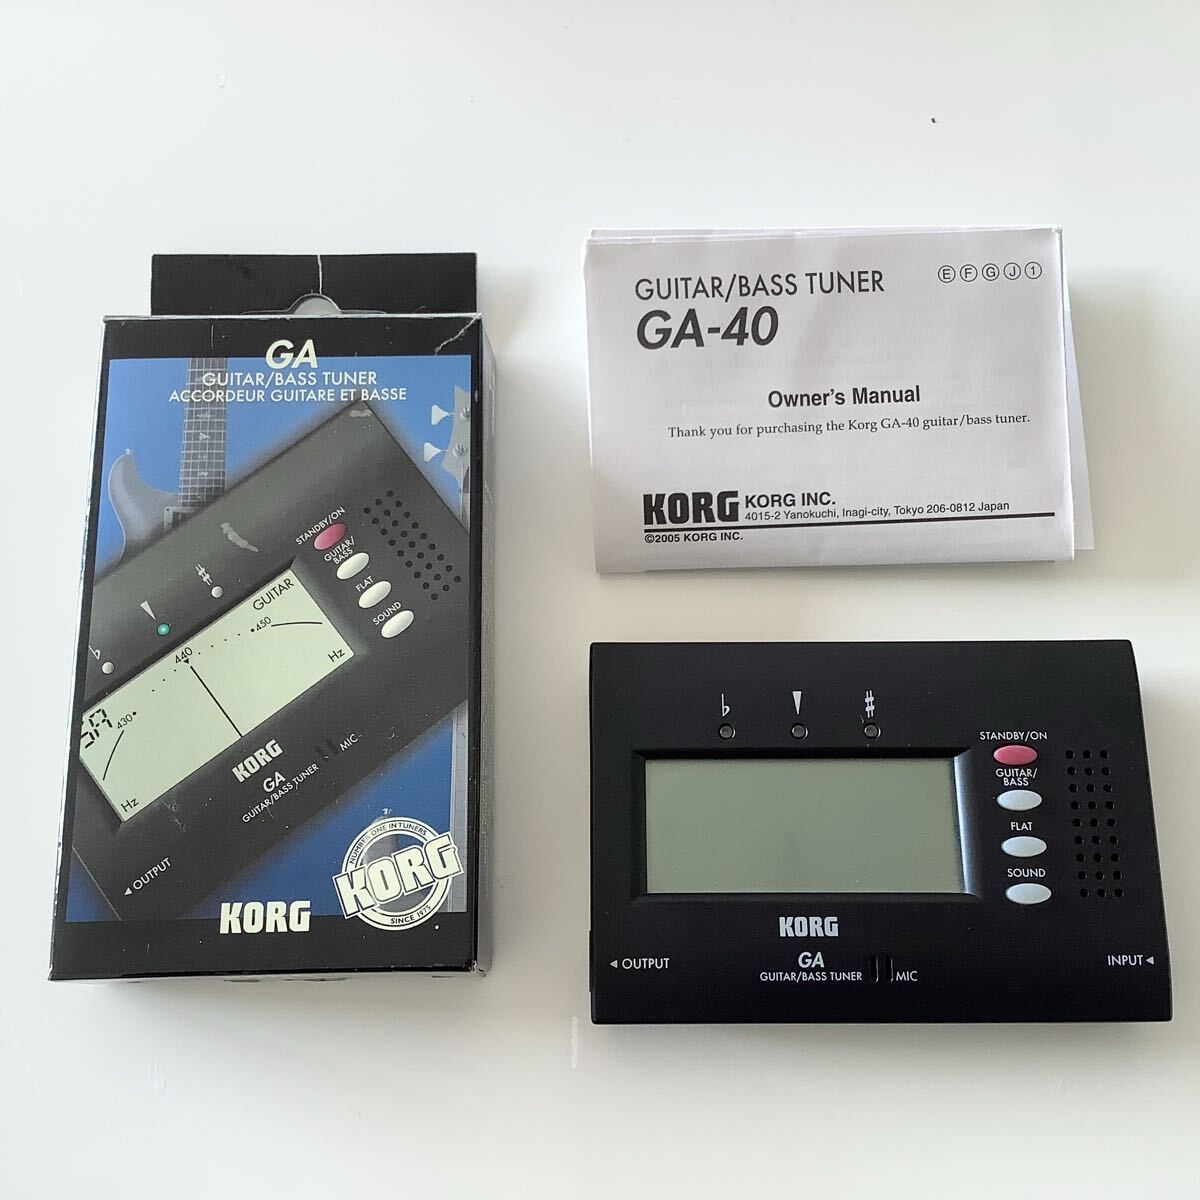 GA
GUITAR/BASS TUNER
ACCORDEUR GUITARE ET BASSE
STANDBY/ON
GUITAR/
BASS
FLAT
SOUND
♭
♯
GUITAR
5A
430
440
450
Hz
Hz
KORG
GA
GUITAR/BASS TUNER
MIC
◄ OUTPUT
NUMBER ONE IN TUNERS
KORG
SINCE 1975
KORG
GUITAR/BASS TUNER
Ⓔ Ⓕ Ⓖ Ⓙ ①
GA-40
Owner's Manual
Thank you for purchasing the Korg GA-40 guitar/bass tuner.
KORG KORG INC.
4015-2 Yanokuchi, Inagi-city, Tokyo 206-0812 Japan
©2005 KORG INC.
♭ ♯
STANDBY/ON
GUITAR/
BASS
FLAT
SOUND
KORG
GA
GUITAR/BASS TUNER
MIC
◄ OUTPUT
INPUT ◄